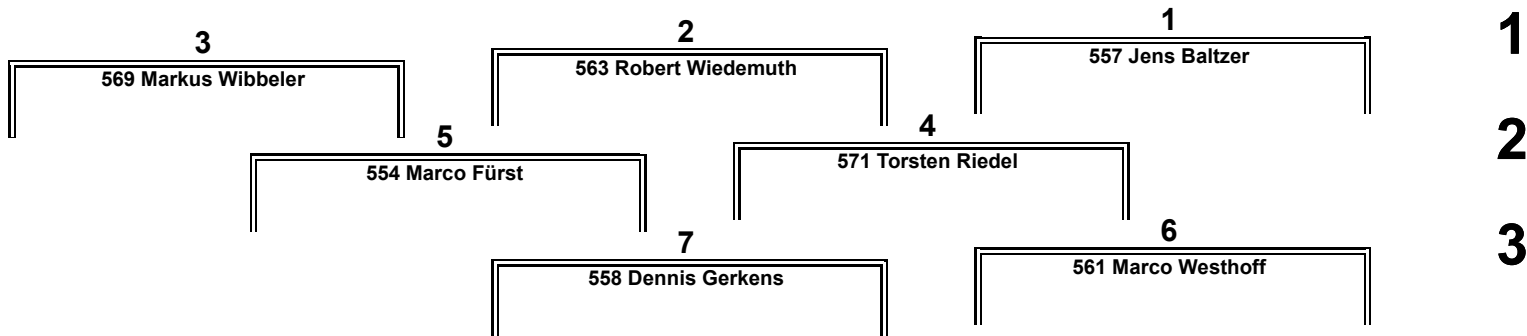 3 2 1 1
569 Markus Wibbeler 563 Robert Wiedemuth 557 Jens Baltzer
5 4 2
554 Marco Fürst 571 Torsten Riedel
7 6 3
558 Dennis Gerkens 561 Marco Westhoff